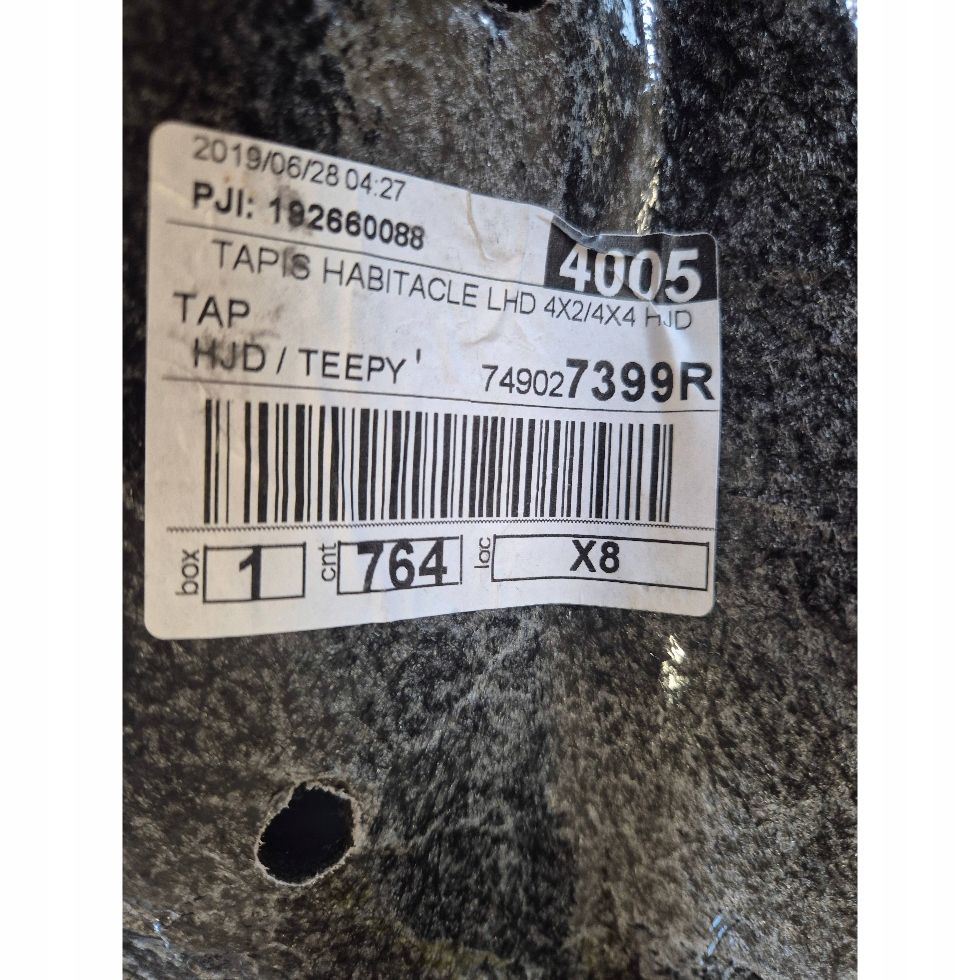 2019/06/28 04:27
PJI: 192660088
4005
TAPIS HABITACLE LHD 4X2/4X4 HJD
TAP
HJD / TEEPY'
749027399R
box 1 cnt 764 loc X8